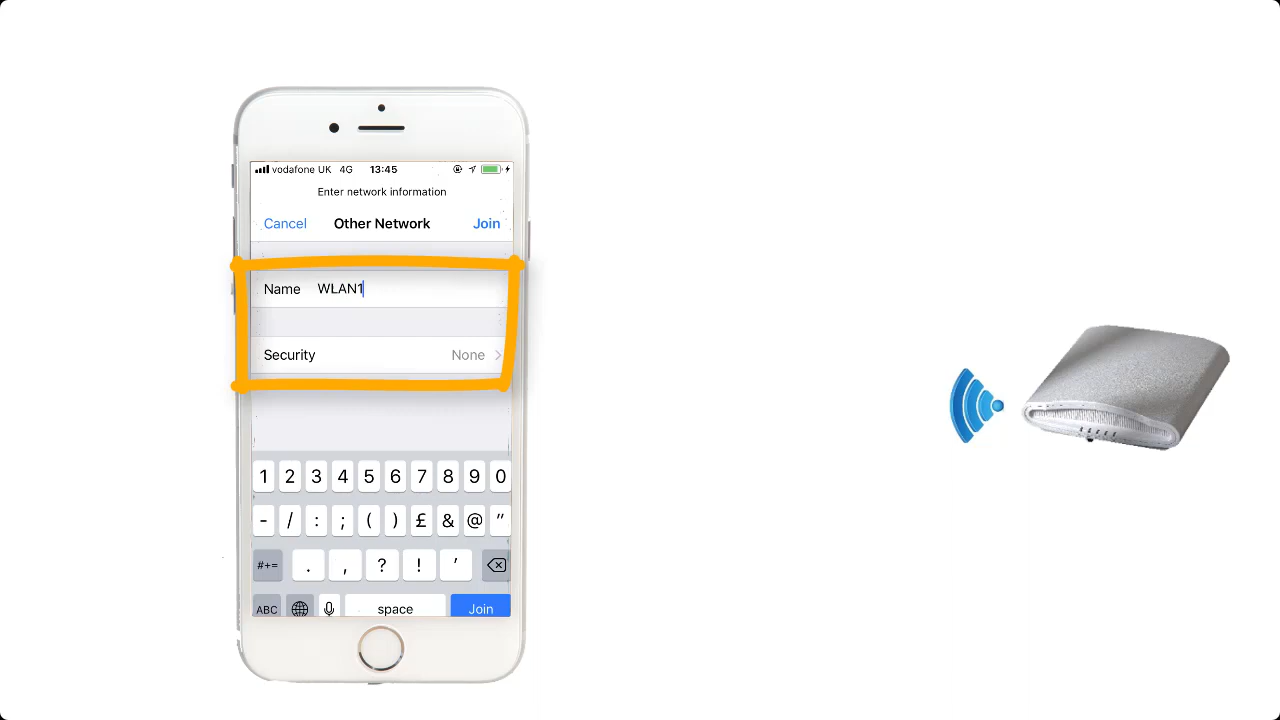 vodafone UK 4G 13:45
Enter network information
Cancel Other Network Join
Name WLAN1
Security None
1 2 3 4 5 6 7 8 9 0
- / : ; ( ) £ & @ "
#+= . , ? ! '
ABC space Join